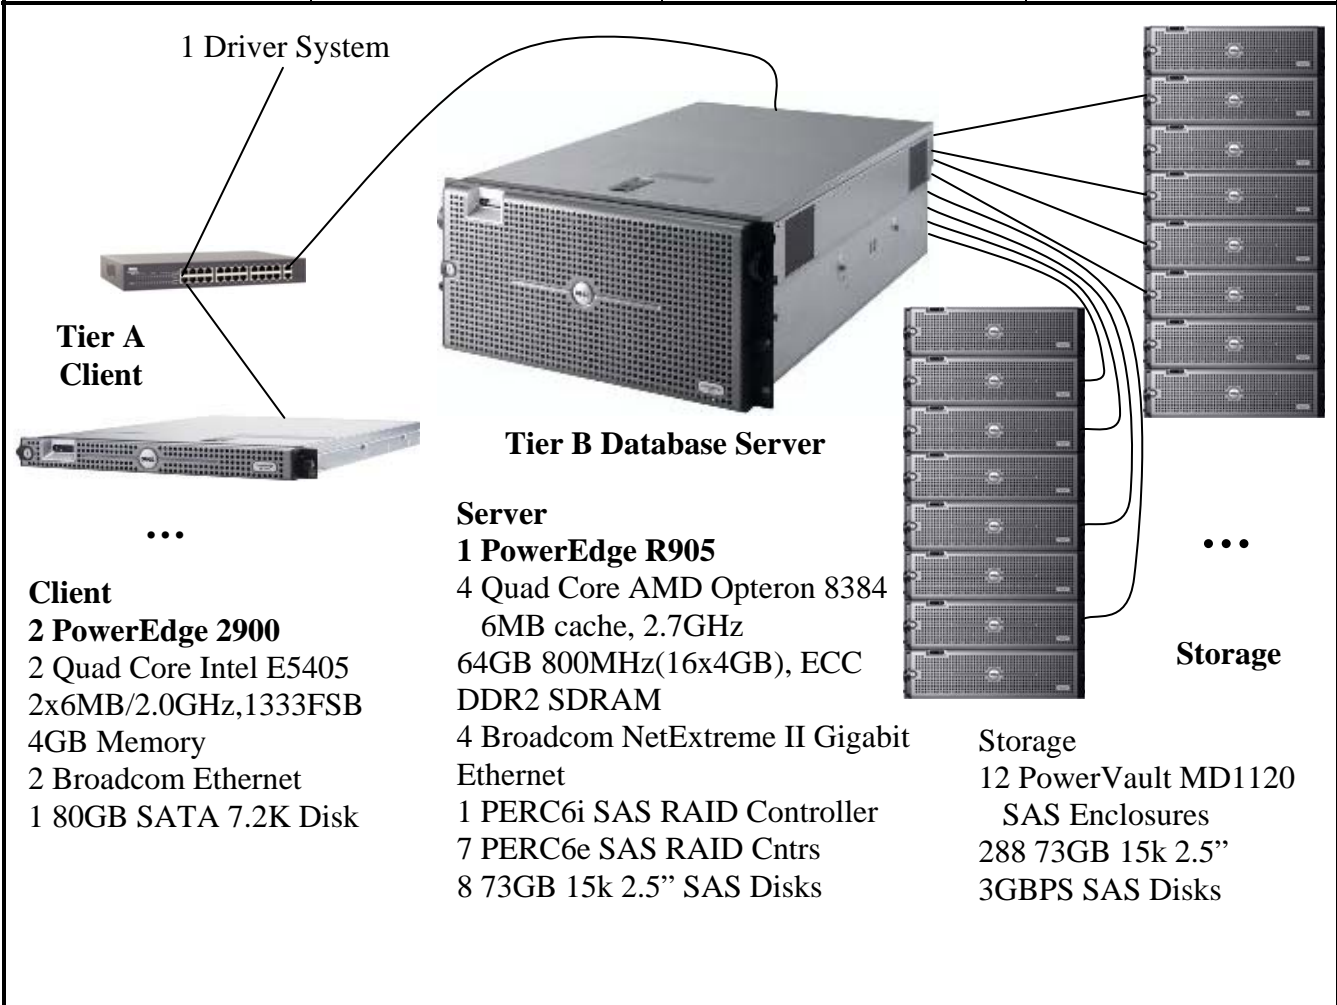 1 Driver System
Tier A
Client
Tier B Database Server
...
Client
2 PowerEdge 2900
2 Quad Core Intel E5405
2x6MB/2.0GHz,1333FSB
4GB Memory
2 Broadcom Ethernet
1 80GB SATA 7.2K Disk
Server
1 PowerEdge R905
4 Quad Core AMD Opteron 8384
6MB cache, 2.7GHz
64GB 800MHz(16x4GB), ECC
DDR2 SDRAM
4 Broadcom NetExtreme II Gigabit
Ethernet
1 PERC6i SAS RAID Controller
7 PERC6e SAS RAID Cntrs
8 73GB 15k 2.5” SAS Disks
...
Storage
Storage
12 PowerVault MD1120
SAS Enclosures
288 73GB 15k 2.5”
3GBPS SAS Disks